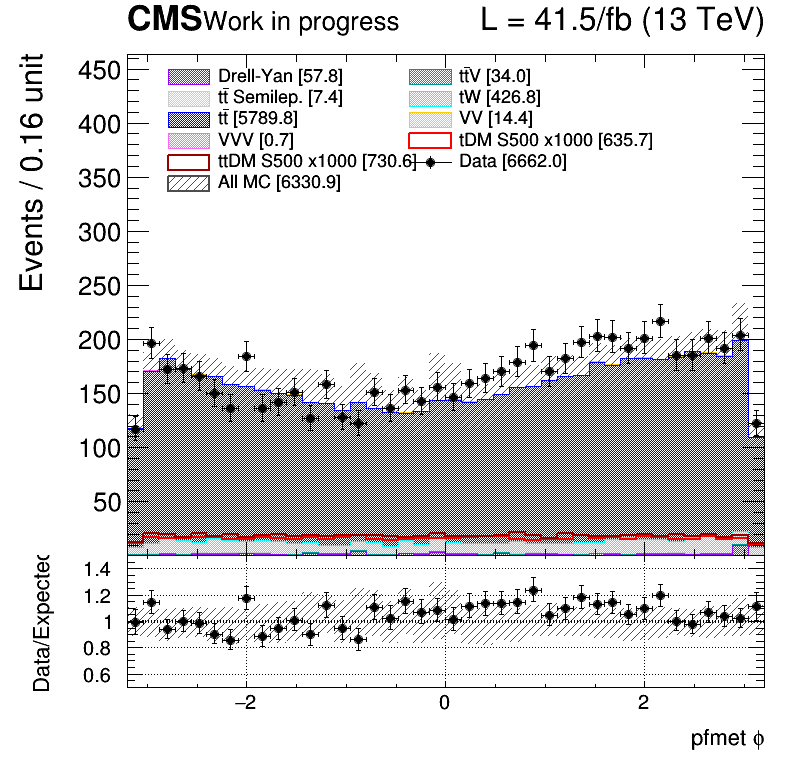 CMS Work in progress L = 41.5/fb (13 TeV)
Events / 0.16 unit
450
400
350
300
250
200
150
100
50
Drell-Yan [57.8]
tt̄V [34.0]
tt̄ Semilep. [7.4]
tW [426.8]
tt̄ [5789.8]
VV [14.4]
VVV [0.7]
tDM S500 x1000 [635.7]
ttDM S500 x1000 [730.6]
Data [6662.0]
All MC [6330.9]
Data/Expected
1.4
1.2
1
0.8
0.6
−2 0 2
pfmet ϕ